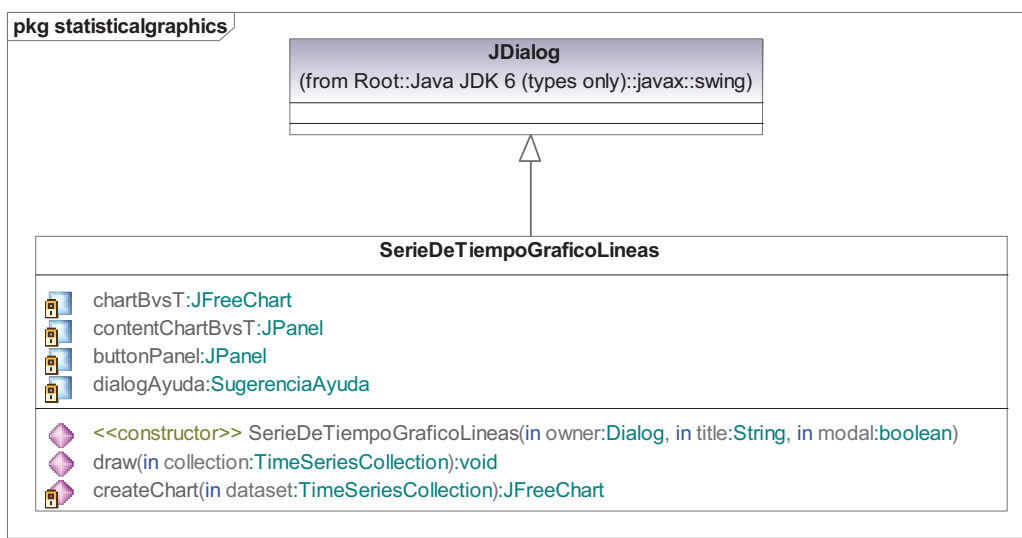 pkg statisticalgraphics
JDialog
(from Root::Java JDK 6 (types only)::javax::swing)
SerieDeTiempoGraficoLineas
chartBvsT:JFreeChart
contentChartBvsT:JPanel
buttonPanel:JPanel
dialogAyuda:SugerenciaAyuda
<<constructor>> SerieDeTiempoGraficoLineas(in owner:Dialog, in title:String, in modal:boolean)
draw(in collection:TimeSeriesCollection):void
createChart(in dataset:TimeSeriesCollection):JFreeChart